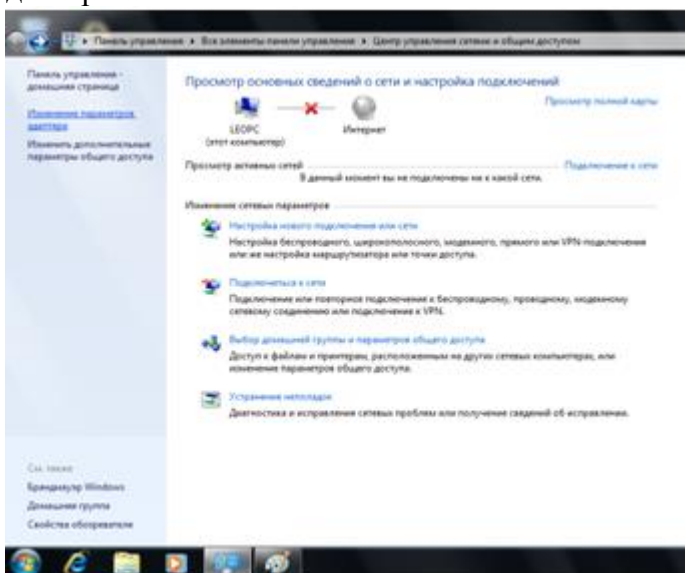 Панель управления
Все элементы панели управления
Центр управления сетями и общим доступом
Панель управления -
домашняя страница
Изменение параметров
адаптера
Изменить дополнительные
параметры общего доступа
Просмотр основных сведений о сети и настройка подключений
Просмотр полной карты
LEOPC
(этот компьютер)
Интернет
Просмотр активных сетей
Подключение к сети
В данный момент вы не подключены ни к какой сети.
Изменение сетевых параметров
Настройка нового подключения или сети
Настройка беспроводного, широкополосного, модемного, прямого или VPN-подключения
или же настройка маршрутизатора или точки доступа.
Подключиться к сети
Подключение или повторное подключение к беспроводному, проводному, модемному
сетевому соединению или подключение к VPN.
Выбор домашней группы и параметров общего доступа
Доступ к файлам и принтерам, расположенным на других сетевых компьютерах, или
изменение параметров общего доступа.
Устранение неполадок
Диагностика и исправление сетевых проблем или получение сведений об исправлении.
См. также
Брандмауэр Windows
Домашняя группа
Свойства обозревателя